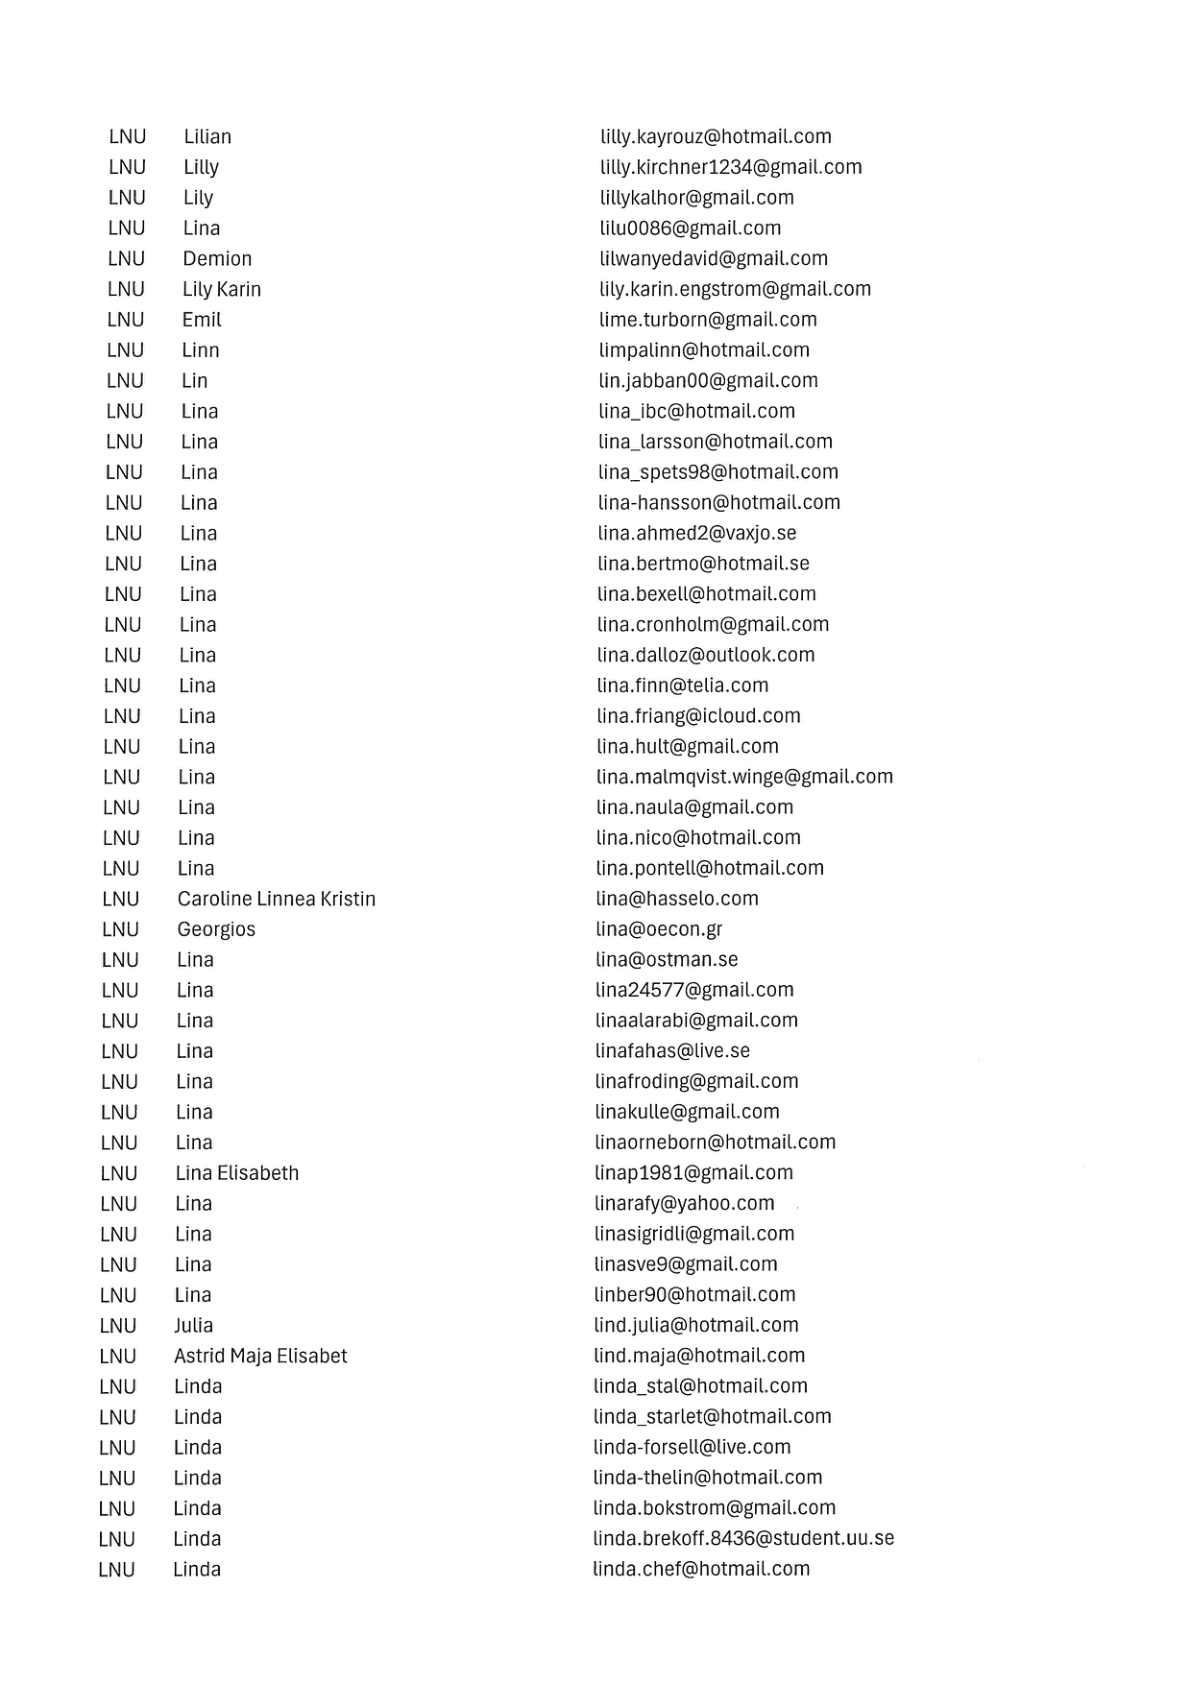 LNU Lilian lilly.kayrouz@hotmail.com
LNU Lilly lilly.kirchner1234@gmail.com
LNU Lily lillykalhor@gmail.com
LNU Lina lilu0086@gmail.com
LNU Demion lilwanyedavid@gmail.com
LNU Lily Karin lily.karin.engstrom@gmail.com
LNU Emil lime.turborn@gmail.com
LNU Linn limpalinn@hotmail.com
LNU Lin lin.jabban00@gmail.com
LNU Lina lina_ibc@hotmail.com
LNU Lina lina_larsson@hotmail.com
LNU Lina lina_spets98@hotmail.com
LNU Lina lina-hansson@hotmail.com
LNU Lina lina.ahmed2@vaxjo.se
LNU Lina lina.bertmo@hotmail.se
LNU Lina lina.bexell@hotmail.com
LNU Lina lina.cronholm@gmail.com
LNU Lina lina.dalloz@outlook.com
LNU Lina lina.finn@telia.com
LNU Lina lina.friang@icloud.com
LNU Lina lina.hult@gmail.com
LNU Lina lina.malmqvist.winge@gmail.com
LNU Lina lina.naula@gmail.com
LNU Lina lina.nico@hotmail.com
LNU Lina lina.pontell@hotmail.com
LNU Caroline Linnea Kristin lina@hasselo.com
LNU Georgios lina@oecon.gr
LNU Lina lina@ostman.se
LNU Lina lina24577@gmail.com
LNU Lina linaalarabi@gmail.com
LNU Lina linafahas@live.se
LNU Lina linafroding@gmail.com
LNU Lina linakulle@gmail.com
LNU Lina linaorneborn@hotmail.com
LNU Lina Elisabeth linap1981@gmail.com
LNU Lina linarafy@yahoo.com
LNU Lina linasigridli@gmail.com
LNU Lina linasve9@gmail.com
LNU Lina linber90@hotmail.com
LNU Julia lind.julia@hotmail.com
LNU Astrid Maja Elisabet lind.maja@hotmail.com
LNU Linda linda_stal@hotmail.com
LNU Linda linda_starlet@hotmail.com
LNU Linda linda-forsell@live.com
LNU Linda linda-thelin@hotmail.com
LNU Linda linda.bokstrom@gmail.com
LNU Linda linda.brekoff.8436@student.uu.se
LNU Linda linda.chef@hotmail.com